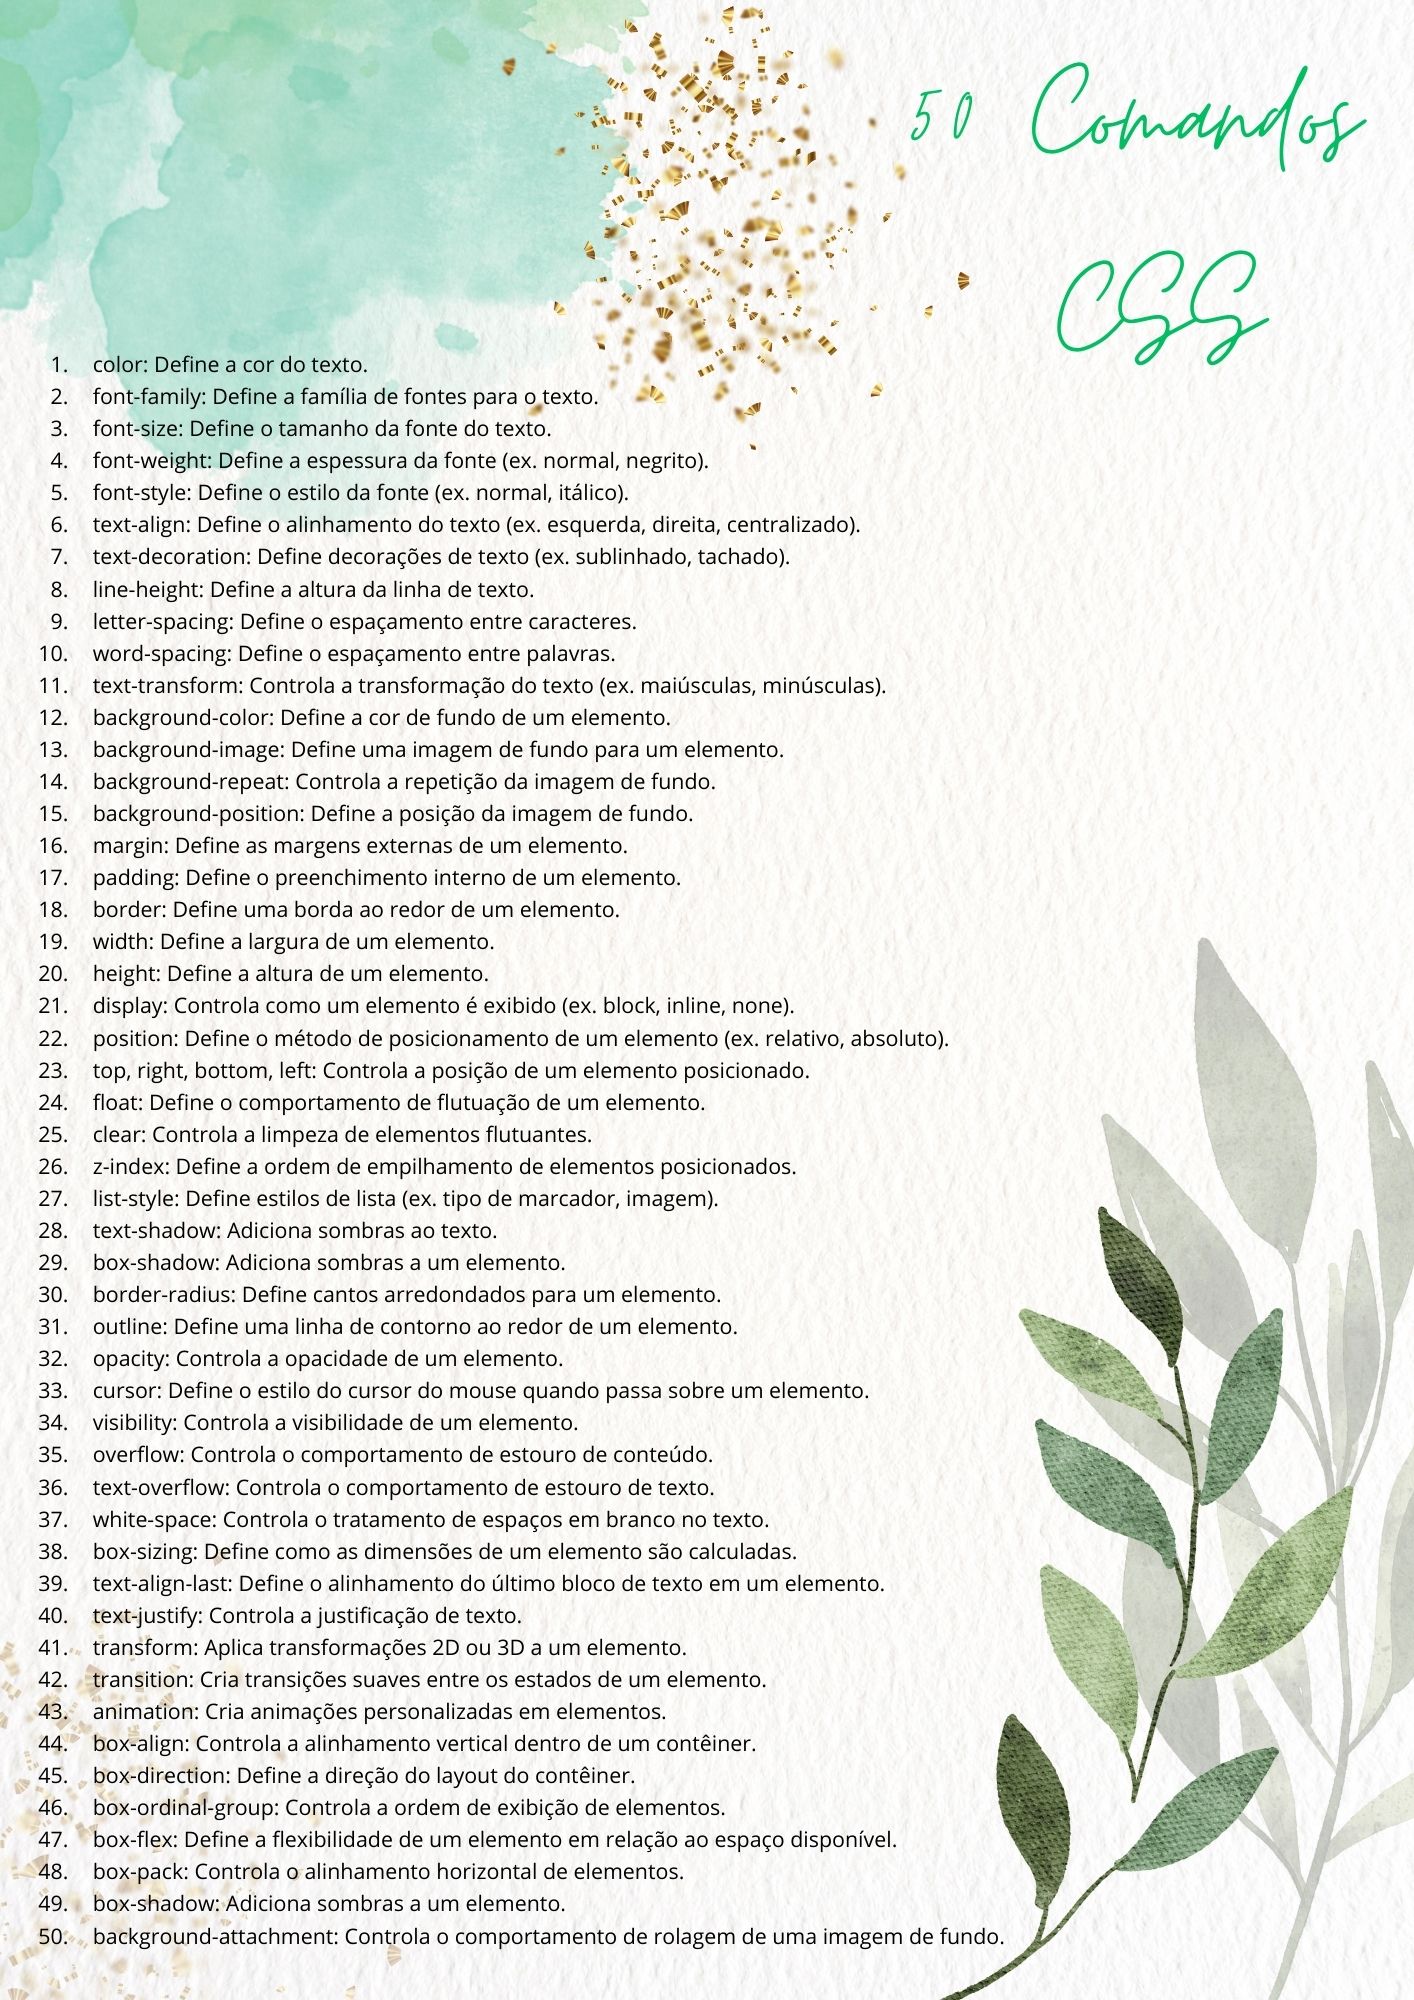 50 Comandos
CSS
1. color: Define a cor do texto.
2. font-family: Define a família de fontes para o texto.
3. font-size: Define o tamanho da fonte do texto.
4. font-weight: Define a espessura da fonte (ex. normal, negrito).
5. font-style: Define o estilo da fonte (ex. normal, itálico).
6. text-align: Define o alinhamento do texto (ex. esquerda, direita, centralizado).
7. text-decoration: Define decorações de texto (ex. sublinhado, tachado).
8. line-height: Define a altura da linha de texto.
9. letter-spacing: Define o espaçamento entre caracteres.
10. word-spacing: Define o espaçamento entre palavras.
11. text-transform: Controla a transformação do texto (ex. maiúsculas, minúsculas).
12. background-color: Define a cor de fundo de um elemento.
13. background-image: Define uma imagem de fundo para um elemento.
14. background-repeat: Controla a repetição da imagem de fundo.
15. background-position: Define a posição da imagem de fundo.
16. margin: Define as margens externas de um elemento.
17. padding: Define o preenchimento interno de um elemento.
18. border: Define uma borda ao redor de um elemento.
19. width: Define a largura de um elemento.
20. height: Define a altura de um elemento.
21. display: Controla como um elemento é exibido (ex. block, inline, none).
22. position: Define o método de posicionamento de um elemento (ex. relativo, absoluto).
23. top, right, bottom, left: Controla a posição de um elemento posicionado.
24. float: Define o comportamento de flutuação de um elemento.
25. clear: Controla a limpeza de elementos flutuantes.
26. z-index: Define a ordem de empilhamento de elementos posicionados.
27. list-style: Define estilos de lista (ex. tipo de marcador, imagem).
28. text-shadow: Adiciona sombras ao texto.
29. box-shadow: Adiciona sombras a um elemento.
30. border-radius: Define cantos arredondados para um elemento.
31. outline: Define uma linha de contorno ao redor de um elemento.
32. opacity: Controla a opacidade de um elemento.
33. cursor: Define o estilo do cursor do mouse quando passa sobre um elemento.
34. visibility: Controla a visibilidade de um elemento.
35. overflow: Controla o comportamento de estouro de conteúdo.
36. text-overflow: Controla o comportamento de estouro de texto.
37. white-space: Controla o tratamento de espaços em branco no texto.
38. box-sizing: Define como as dimensões de um elemento são calculadas.
39. text-align-last: Define o alinhamento do último bloco de texto em um elemento.
40. text-justify: Controla a justificação de texto.
41. transform: Aplica transformações 2D ou 3D a um elemento.
42. transition: Cria transições suaves entre os estados de um elemento.
43. animation: Cria animações personalizadas em elementos.
44. box-align: Controla a alinhamento vertical dentro de um contêiner.
45. box-direction: Define a direção do layout do contêiner.
46. box-ordinal-group: Controla a ordem de exibição de elementos.
47. box-flex: Define a flexibilidade de um elemento em relação ao espaço disponível.
48. box-pack: Controla o alinhamento horizontal de elementos.
49. box-shadow: Adiciona sombras a um elemento.
50. background-attachment: Controla o comportamento de rolagem de uma imagem de fundo.